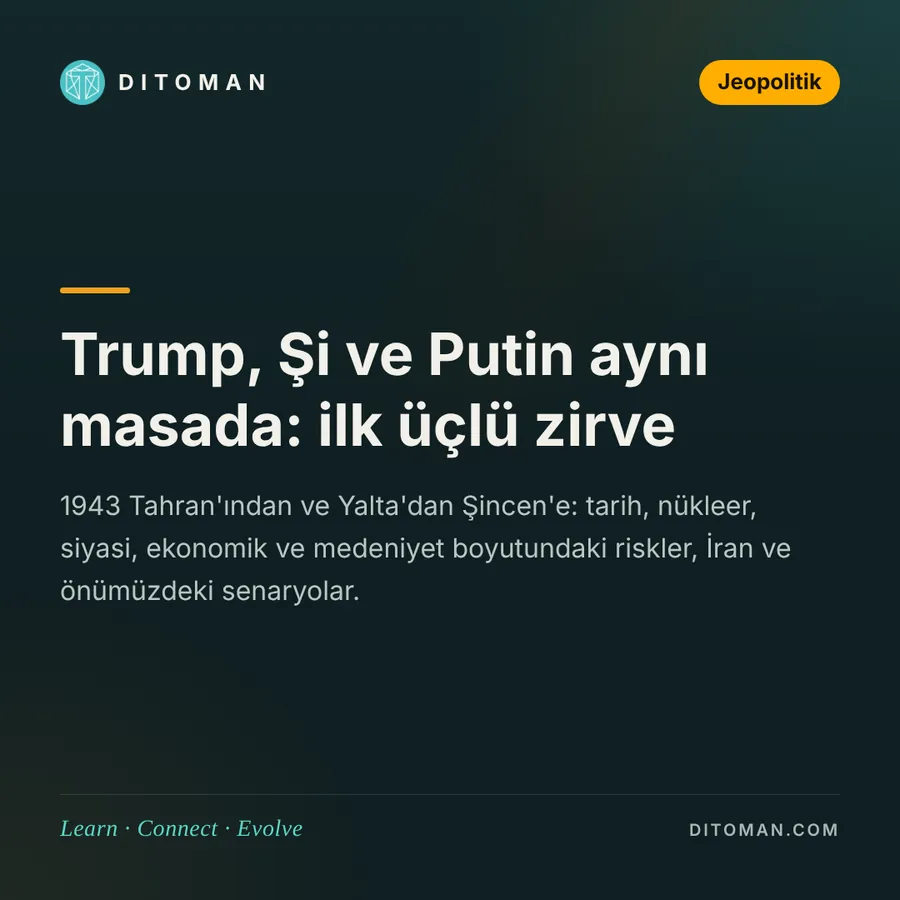 DITOMAN
Jeopolitik
Trump, Şi ve Putin aynı
masada: ilk üçlü zirve
1943 Tahran'ından ve Yalta'dan Şincen'e: tarih, nükleer,
siyasi, ekonomik ve medeniyet boyutundaki riskler, İran ve
önümüzdeki senaryolar.
Learn · Connect · Evolve
DITOMAN.COM